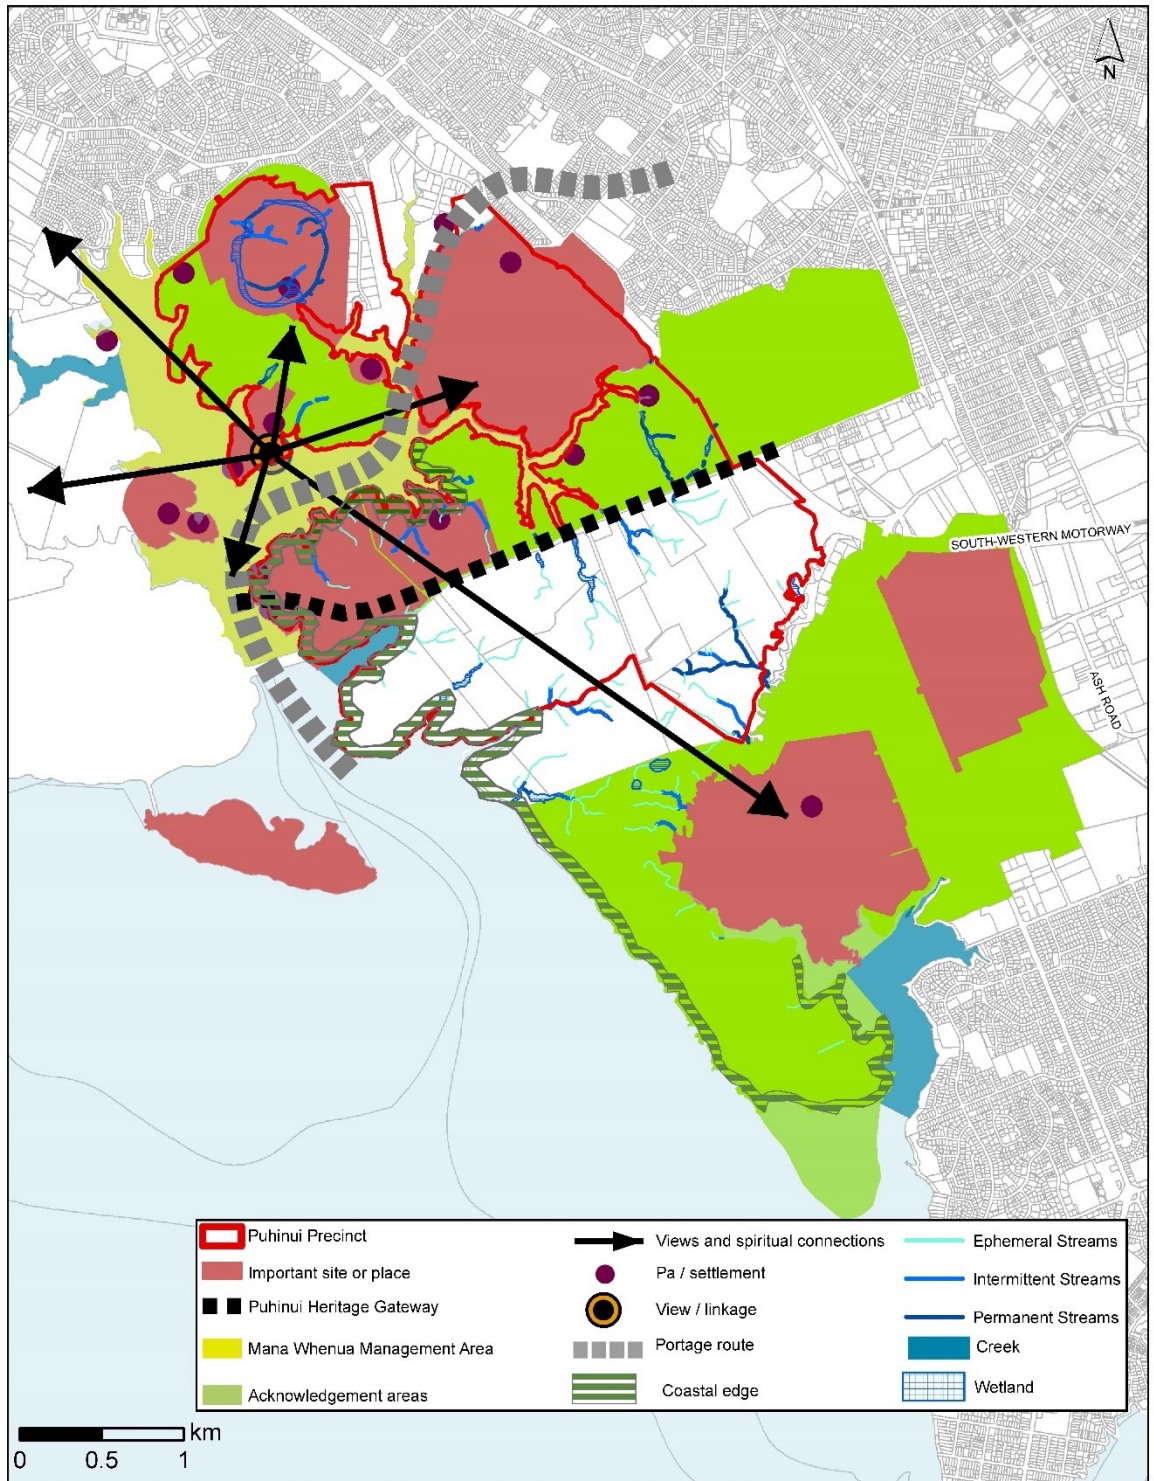 N
SOUTH-WESTERN MOTORWAY
ASH ROAD
Puhinui Precinct
Important site or place
Puhinui Heritage Gateway
Mana Whenua Management Area
Acknowledgement areas
Views and spiritual connections
Pa / settlement
View / linkage
Portage route
Coastal edge
Ephemeral Streams
Intermittent Streams
Permanent Streams
Creek
Wetland
km
0 0.5 1